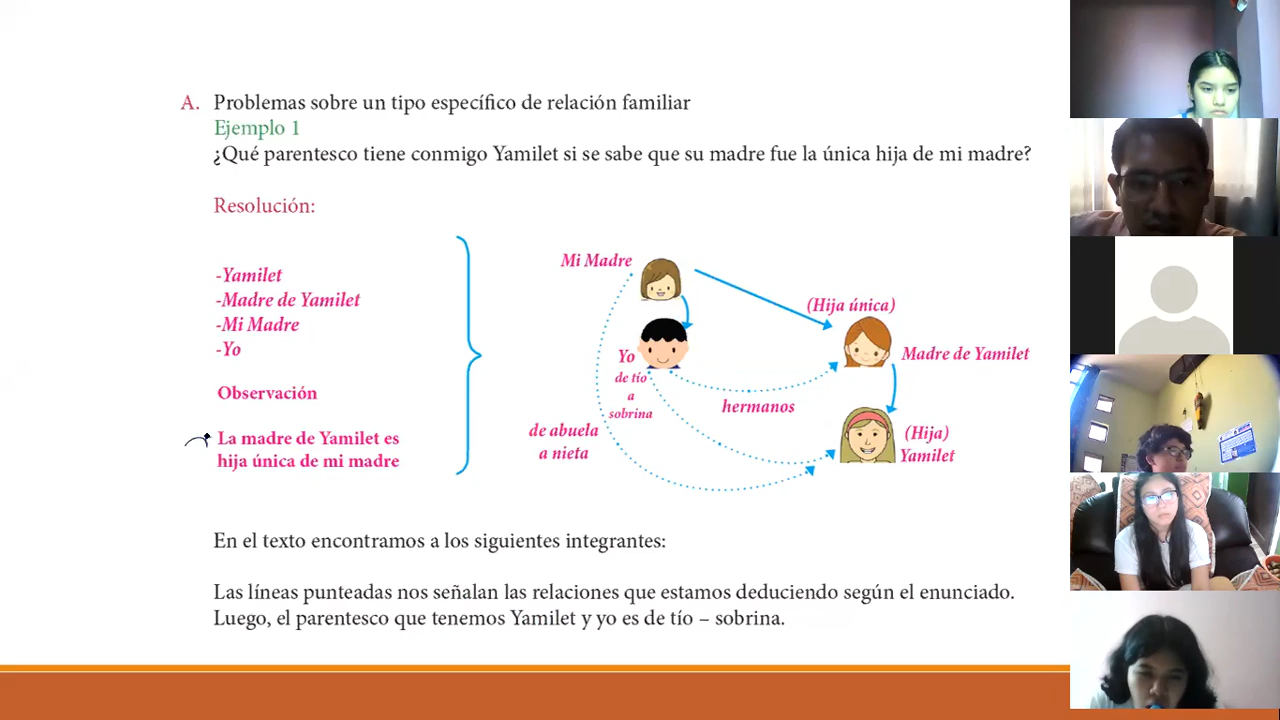 A. Problemas sobre un tipo específico de relación familiar
Ejemplo 1
¿Qué parentesco tiene conmigo Yamilet si se sabe que su madre fue la única hija de mi madre?
Resolución:
-Yamilet
-Madre de Yamilet
-Mi Madre
-Yo
Observación
La madre de Yamilet es
hija única de mi madre
Mi Madre
(Hija única)
Yo
Madre de Yamilet
de tío
a
sobrina
hermanos
de abuela
a nieta
(Hija)
Yamilet
En el texto encontramos a los siguientes integrantes:
Las líneas punteadas nos señalan las relaciones que estamos deduciendo según el enunciado.
Luego, el parentesco que tenemos Yamilet y yo es de tío – sobrina.